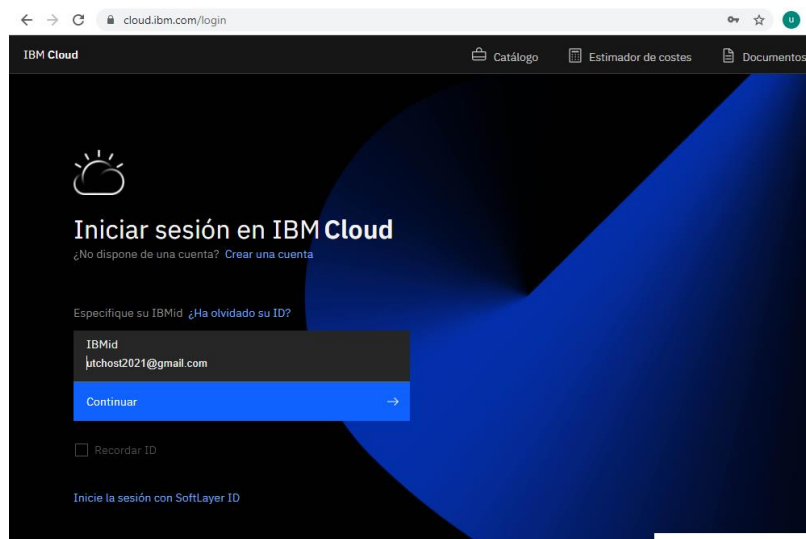 cloud.ibm.com/login
u
IBM Cloud
Catálogo
Estimador de costes
Documentos
Iniciar sesión en IBM Cloud
¿No dispone de una cuenta? Crear una cuenta
Especifique su IBMid ¿Ha olvidado su ID?
IBMid
utchost2021@gmail.com
Continuar
Recordar ID
Inicie la sesión con SoftLayer ID